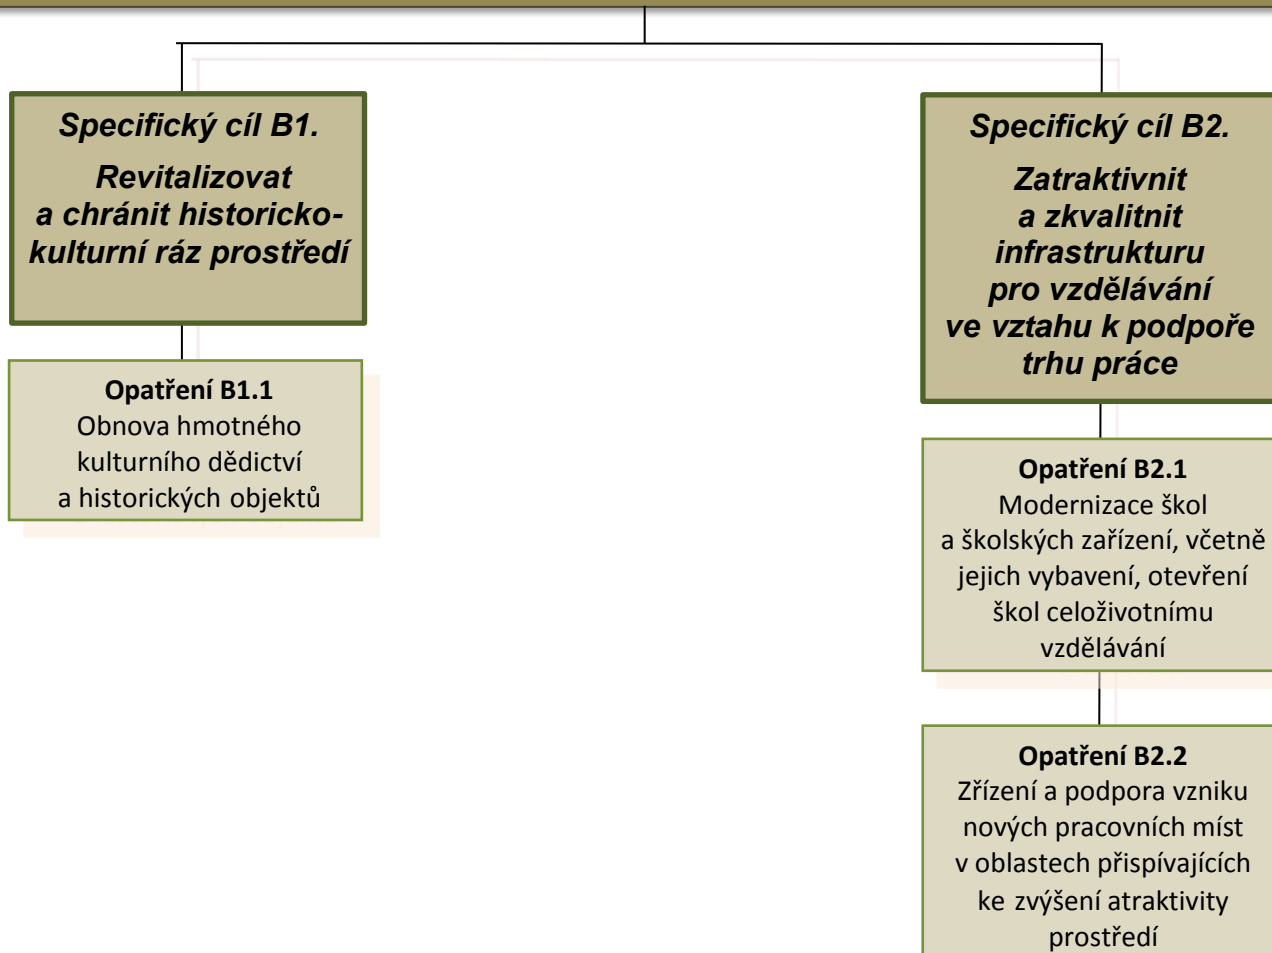 Specifický cíl B1.
Revitalizovat
a chránit historicko-
kulturní ráz prostředí
Opatření B1.1
Obnova hmotného
kulturního dědictví
a historických objektů
Specifický cíl B2.
Zatraktivnit
a zkvalitnit
infrastrukturu
pro vzdělávání
ve vztahu k podpoře
trhu práce
Opatření B2.1
Modernizace škol
a školských zařízení, včetně
jejich vybavení, otevření
škol celoživotnímu
vzdělávání
Opatření B2.2
Zřízení a podpora vzniku
nových pracovních míst
v oblastech přispívajících
ke zvýšení atraktivity
prostředí